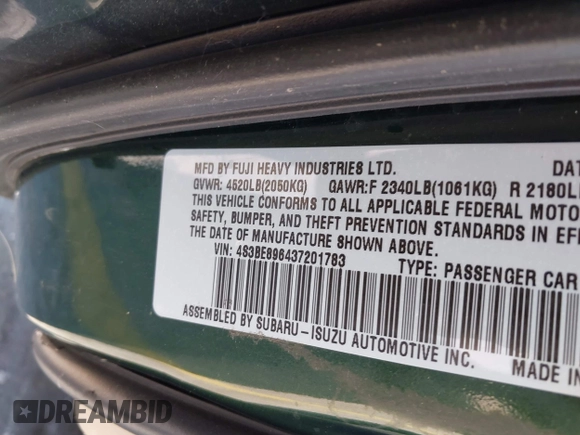 MFD BY FUJI HEAVY INDUSTRIES LTD. DAT
GVWR: 4520LB(2050KG) GAWR:F 2340LB(1061KG) R 2180L
THIS VEHICLE CONFORMS TO ALL APPLICABLE FEDERAL MOTO
SAFETY, BUMPER, AND THEFT PREVENTION STANDARDS IN EFF
THE DATE OF MANUFACTURE SHOWN ABOVE.
VIN: 4S3BE896437201783 TYPE: PASSENGER CAR
ASSEMBLED BY SUBARU-ISUZU AUTOMOTIVE INC. MADE IN
DREAMBID